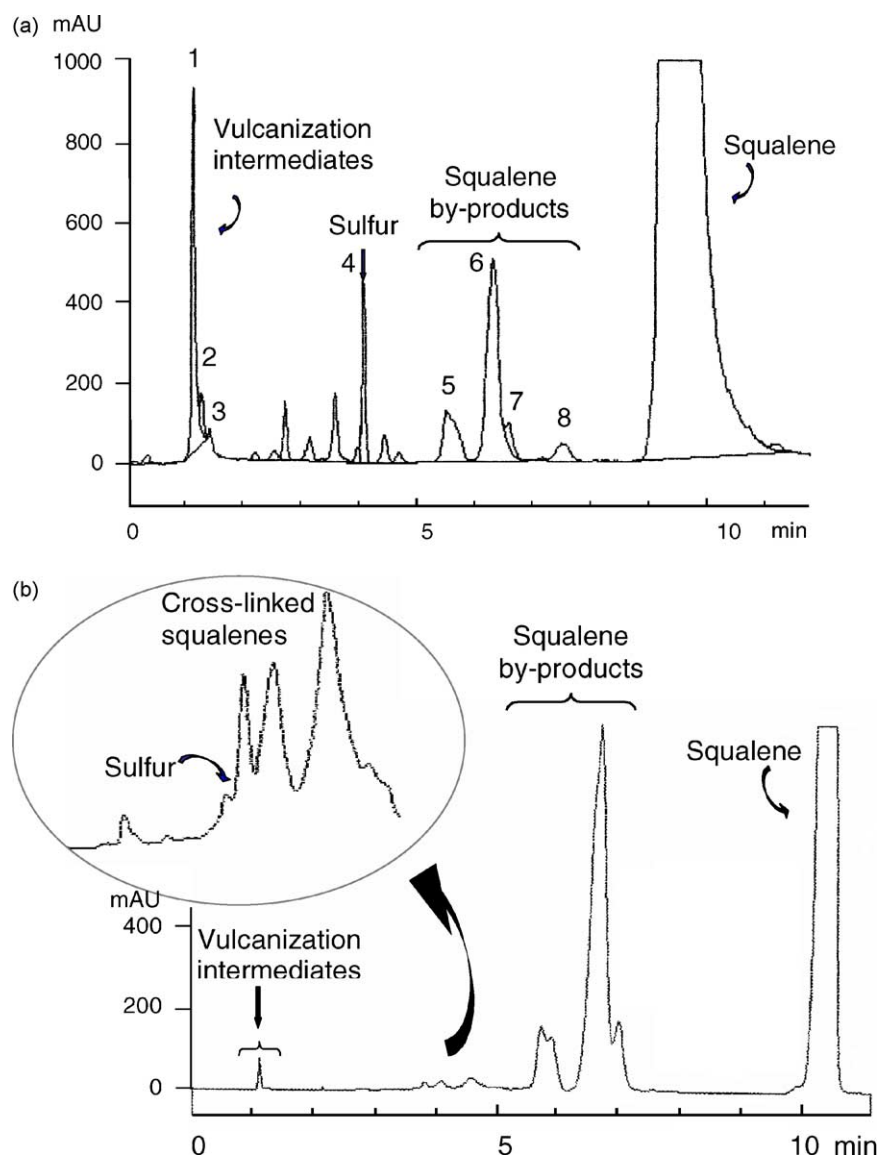 (a)
mAU
1
1000
Vulcanization
intermediates
Squalene
800
Squalene
by-products
600
Sulfur
4
6
400
2
200
3
5
7
8
0
0
5
10
min
(b)
Cross-linked
squalenes
Squalene
by-products
Sulfur
Squalene
mAU
400
Vulcanization
intermediates
200
0
0
5
10
min